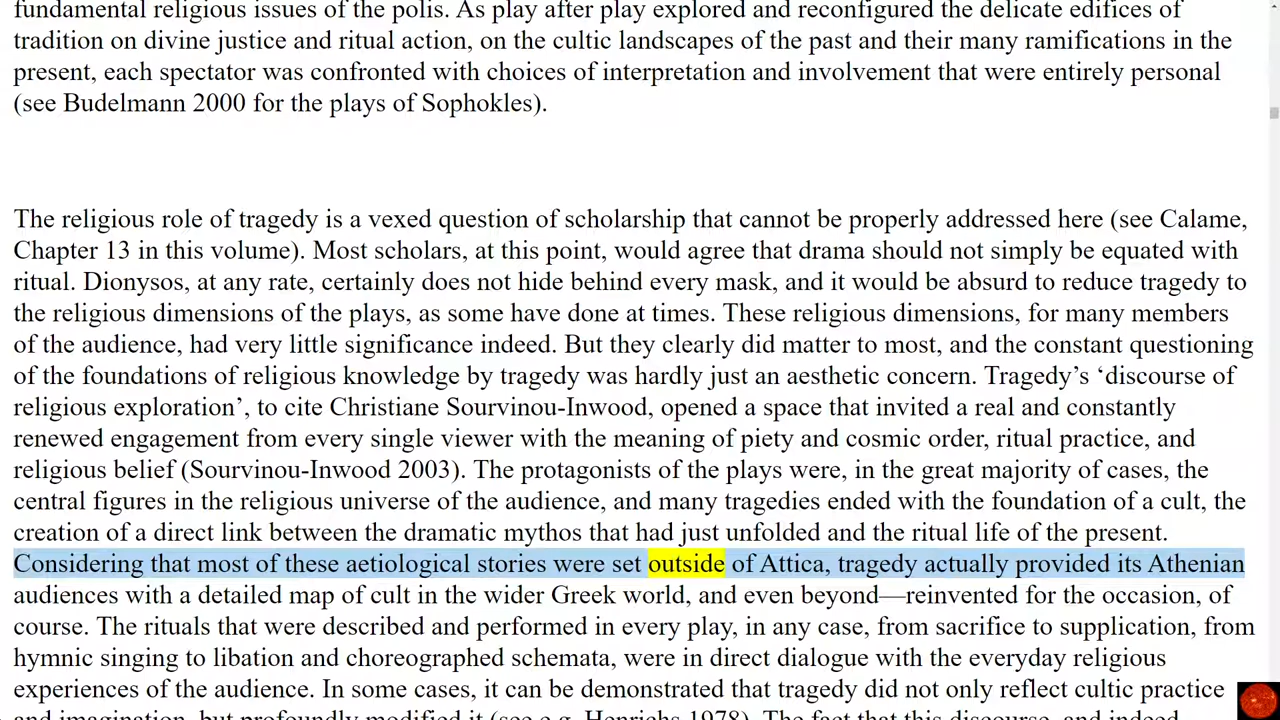 fundamental religious issues of the polis. As play after play explored and reconfigured the delicate edifices of
tradition on divine justice and ritual action, on the cultic landscapes of the past and their many ramifications in the
present, each spectator was confronted with choices of interpretation and involvement that were entirely personal
(see Budelmann 2000 for the plays of Sophokles).
The religious role of tragedy is a vexed question of scholarship that cannot be properly addressed here (see Calame,
Chapter 13 in this volume). Most scholars, at this point, would agree that drama should not simply be equated with
ritual. Dionysos, at any rate, certainly does not hide behind every mask, and it would be absurd to reduce tragedy to
the religious dimensions of the plays, as some have done at times. These religious dimensions, for many members
of the audience, had very little significance indeed. But they clearly did matter to most, and the constant questioning
of the foundations of religious knowledge by tragedy was hardly just an aesthetic concern. Tragedy’s ‘discourse of
religious exploration’, to cite Christiane Sourvinou-Inwood, opened a space that invited a real and constantly
renewed engagement from every single viewer with the meaning of piety and cosmic order, ritual practice, and
religious belief (Sourvinou-Inwood 2003). The protagonists of the plays were, in the great majority of cases, the
central figures in the religious universe of the audience, and many tragedies ended with the foundation of a cult, the
creation of a direct link between the dramatic mythos that had just unfolded and the ritual life of the present.
Considering that most of these aetiological stories were set outside of Attica, tragedy actually provided its Athenian
audiences with a detailed map of cult in the wider Greek world, and even beyond—reinvented for the occasion, of
course. The rituals that were described and performed in every play, in any case, from sacrifice to supplication, from
hymnic singing to libation and choreographed schemata, were in direct dialogue with the everyday religious
experiences of the audience. In some cases, it can be demonstrated that tragedy did not only reflect cultic practice
and imagination, but profoundly modified it (see e.g. Henrichs 1978). The fact that this discourse, and indeed